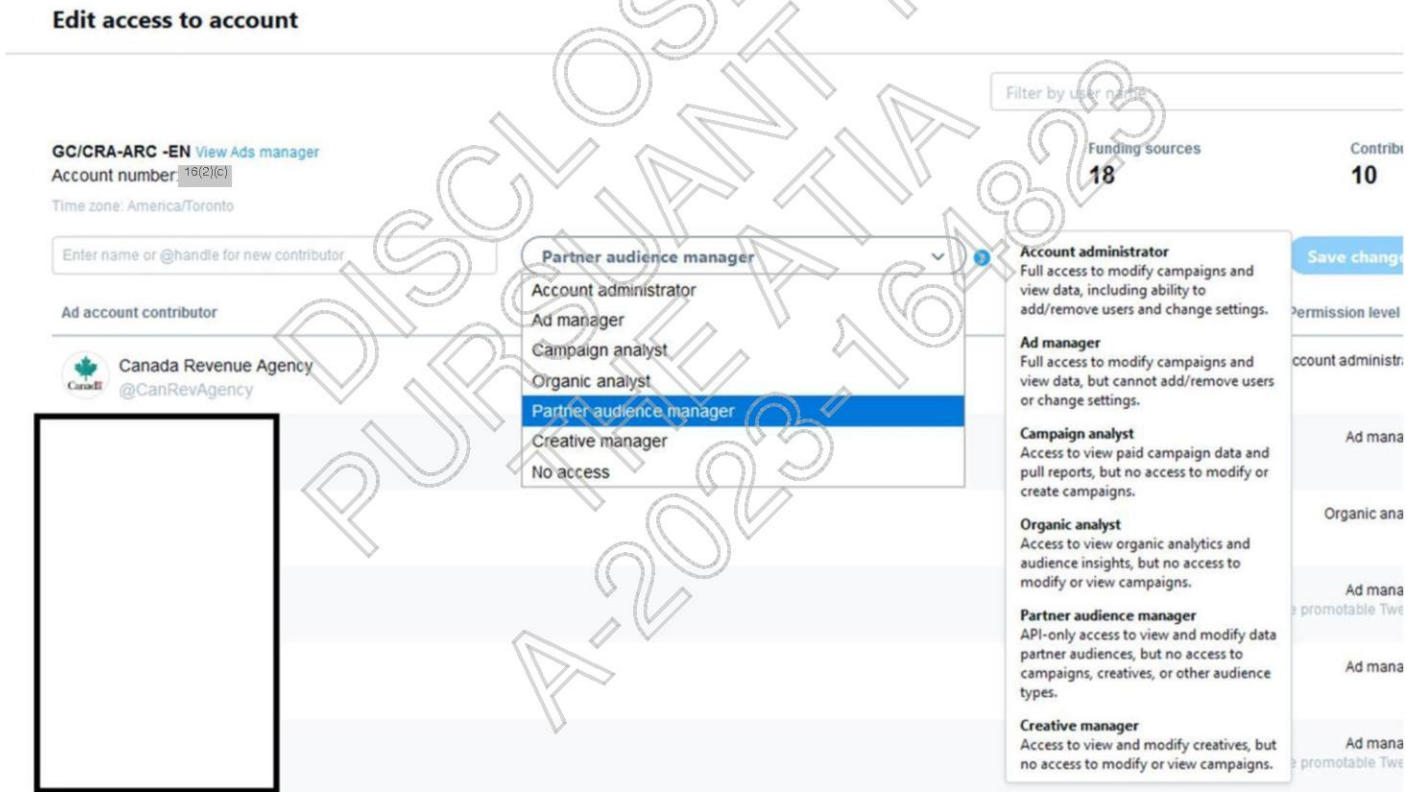 Edit access to account
Filter by user name
GC/CRA-ARC -EN View Ads manager
Account number: 16(2)(c)
Time zone: America/Toronto
Funding sources
18
Contribu
10
Enter name or @handle for new contributor
Partner audience manager
Save change
Account administrator
Ad manager
Campaign analyst
Organic analyst
Partner audience manager
Creative manager
No access
Account administrator
Full access to modify campaigns and
view data, including ability to
add/remove users and change settings.
Ad manager
Full access to modify campaigns and
view data, but cannot add/remove users
or change settings.
Campaign analyst
Access to view paid campaign data and
pull reports, but no access to modify or
create campaigns.
Organic analyst
Access to view organic analytics and
audience insights, but no access to
modify or view campaigns.
Partner audience manager
API-only access to view and modify data
partner audiences, but no access to
campaigns, creatives, or other audience
types.
Creative manager
Access to view and modify creatives, but
no access to modify or view campaigns.
Ad account contributor
Permission level
Canada
Canada Revenue Agency
@CanRevAgency
ccount administra
Ad mana
Organic ana
Ad mana
e promotable Twe
Ad mana
Ad mana
e promotable Twe
DISCLOS
PURSUANT T
THE ATIA
A-2023-164823